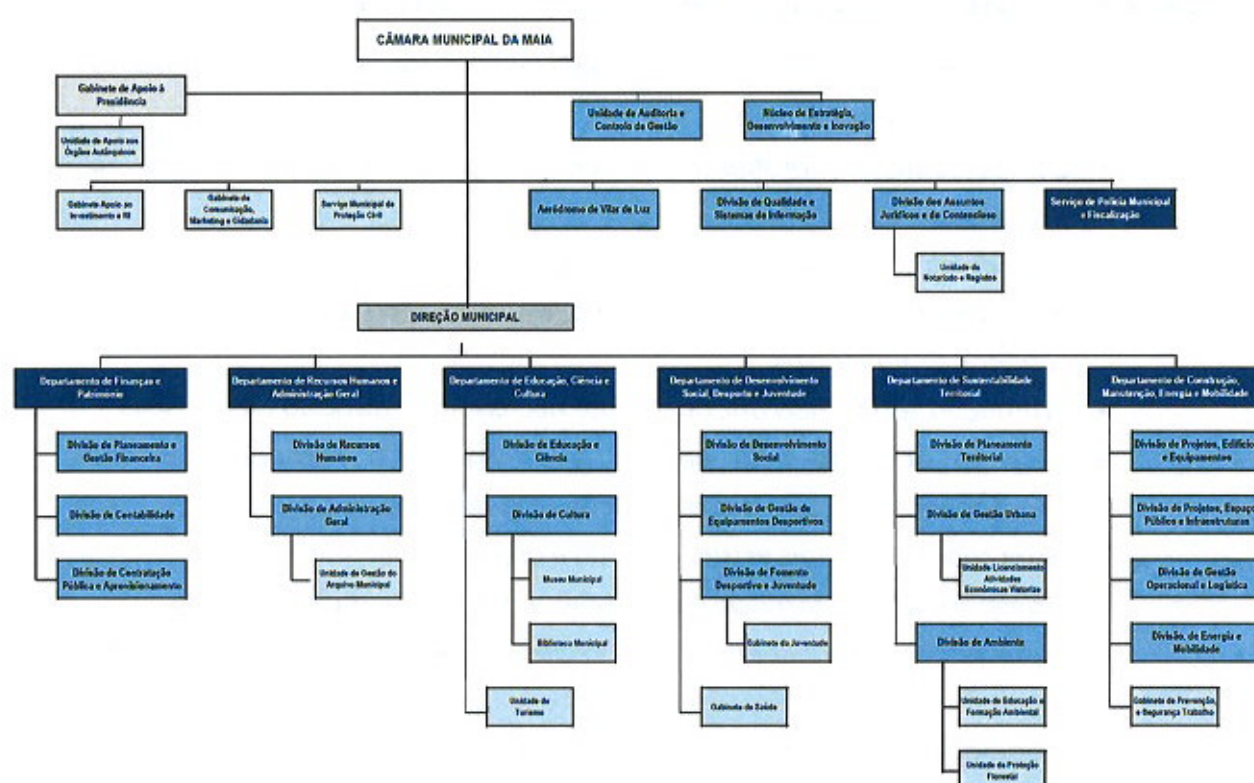 CÂMARA MUNICIPAL DA MAIA
Gabinete de Apoio à
Presidência
Unidade de Auditoria e
Controlo de Gestão
Núcleo de Estratégia,
Desenvolvimento e Inovação
Unidade de Apoio aos
Órgãos Autárquicos
Gabinete Apoio ao
Investimento e RI
Gabinete de
Comunicação,
Marketing e Cidadania
Serviço Municipal de
Proteção Civil
Aeródromo de Vilar de Luz
Divisão de Qualidade e
Sistemas de Informação
Divisão dos Assuntos
Jurídicos e do Contencioso
Serviço de Polícia Municipal
e Fiscalização
Unidade de
Notariado e Registos
DIREÇÃO MUNICIPAL
Departamento de Finanças e
Património
Departamento de Recursos Humanos e
Administração Geral
Departamento de Educação, Ciência e
Cultura
Departamento de Desenvolvimento
Social, Desporto e Juventude
Departamento de Sustentabilidade
Territorial
Departamento de Construção,
Manutenção, Energia e Mobilidade
Divisão de Planeamento e
Gestão Financeira
Divisão de Recursos
Humanos
Divisão de Educação e
Ciência
Divisão de Desenvolvimento
Social
Divisão de Planeamento
Territorial
Divisão de Projetos, Edifícios
e Equipamentos
Divisão de Contabilidade
Divisão de Administração
Geral
Divisão de Cultura
Divisão de Gestão de
Equipamentos Desportivos
Divisão de Gestão Urbana
Divisão de Projetos, Espaço
Público e Infraestruturas
Divisão de Contratação
Pública e Aprovisionamento
Unidade de Gestão do
Arquivo Municipal
Museu Municipal
Divisão de Fomento
Desportivo e Juventude
Unidade Licenciamento
Atividades
Económicas Vistorias
Divisão de Gestão
Operacional e Logística
Biblioteca Municipal
Gabinete da Juventude
Divisão de Ambiente
Divisão, de Energia e
Mobilidade
Unidade de
Turismo
Gabinete de Saúde
Unidade de Educação e
Formação Ambiental
Gabinete de Prevenção,
e Segurança Trabalho
Unidade de Proteção
Florestal